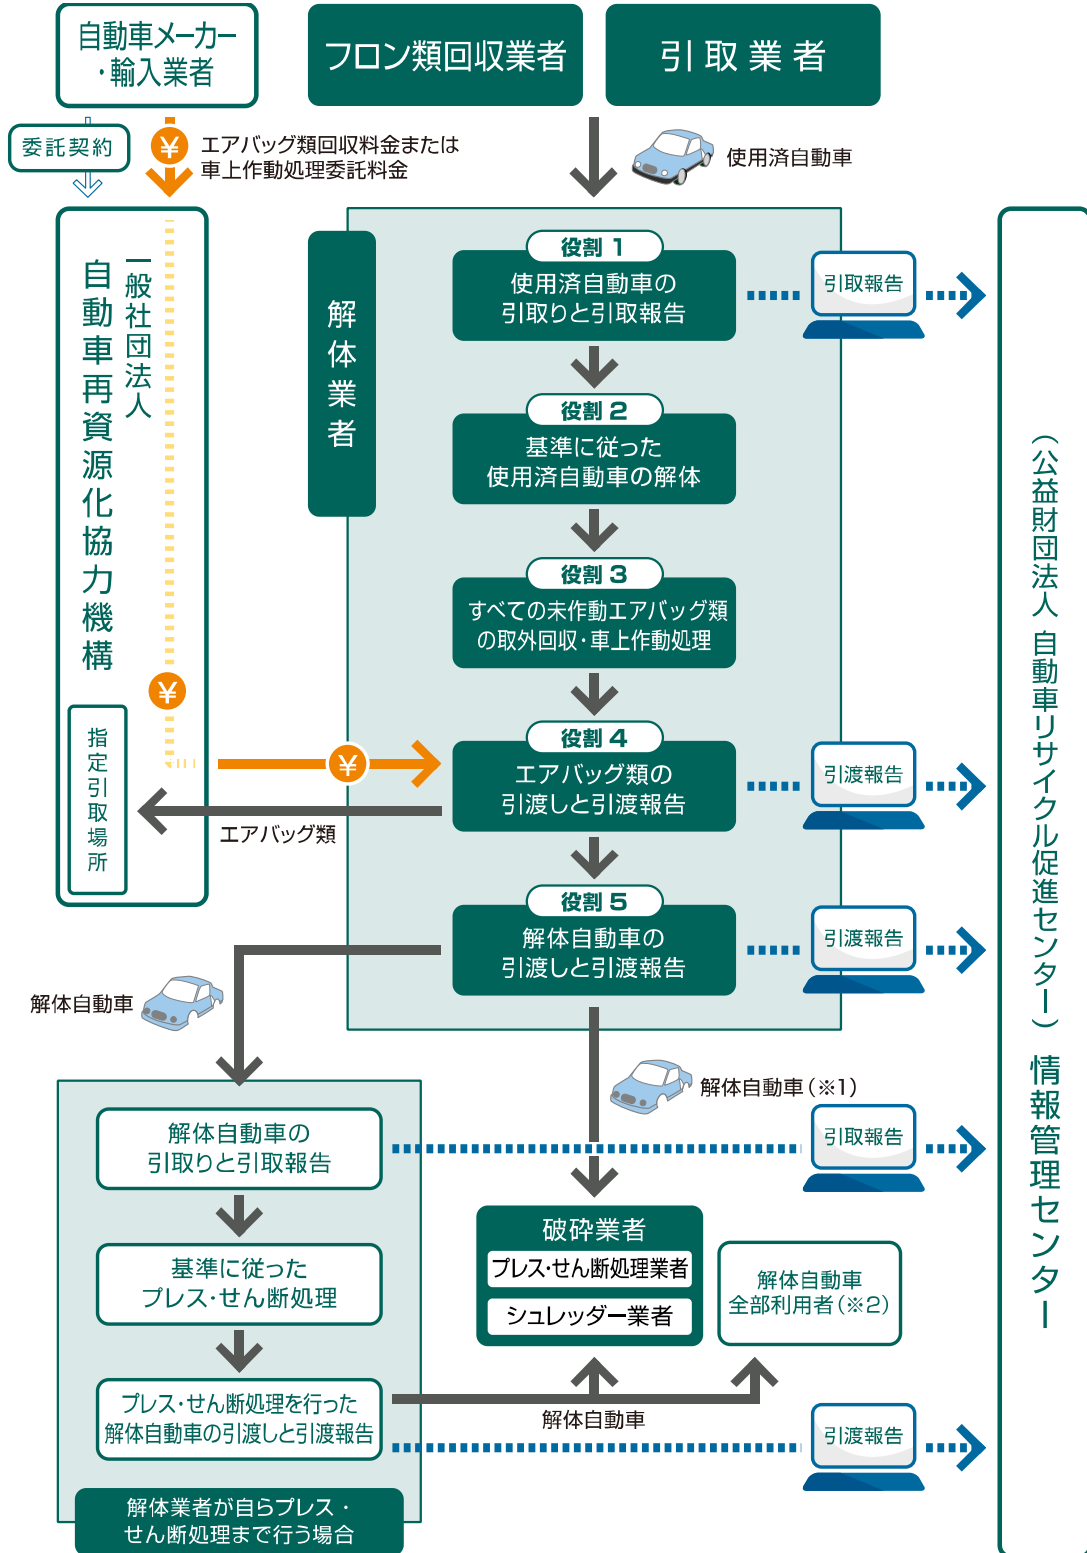 自動車メーカー
・輸入業者
フロン類回収業者
引取業者
委託契約
¥
エアバッグ類回収料金または
車上作動処理委託料金
使用済自動車
一般社団法人
自動車再資源化協力機構
¥
指定引取場所
解体業者
役割 1
使用済自動車の
引取りと引取報告
引取報告
役割 2
基準に従った
使用済自動車の解体
役割 3
すべての未作動エアバッグ類
の取外回収・車上作動処理
役割 4
エアバッグ類の
引渡しと引渡報告
引渡報告
¥
エアバッグ類
役割 5
解体自動車の
引渡しと引渡報告
引渡報告
解体自動車
解体自動車（※1）
解体自動車の
引取りと引取報告
引取報告
基準に従った
プレス・せん断処理
プレス・せん断処理を行った
解体自動車の引渡しと引渡報告
破砕業者
プレス・せん断処理業者
シュレッダー業者
解体自動車
全部利用者（※2）
解体自動車
引渡報告
解体業者が自らプレス・
せん断処理まで行う場合
（公益財団法人 自動車リサイクル促進センター） 情報管理センター